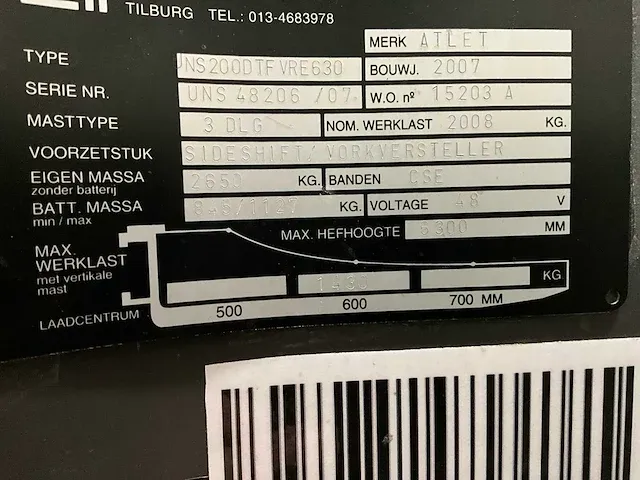 TILBURG TEL.: 013-4683978
MERK ATLET
TYPE UNS200DTFVRE630 BOUWJ. 2007
SERIE NR. UNS 48206 /07 W.O. nº 15203 A
MASTTYPE 3 DLG NOM. WERKLAST 2008 KG.
VOORZETSTUK SIDESHIFT/ VORKVERSTELLER
EIGEN MASSA 2650 KG. BANDEN CSE
zonder batterij
BATT. MASSA KG. VOLTAGE 48 V
min / max
MAX. HEFHOOGTE 6300 MM
MAX. WERKLAST
met vertikale mast
KG.
LAADCENTRUM 500 600 700 MM